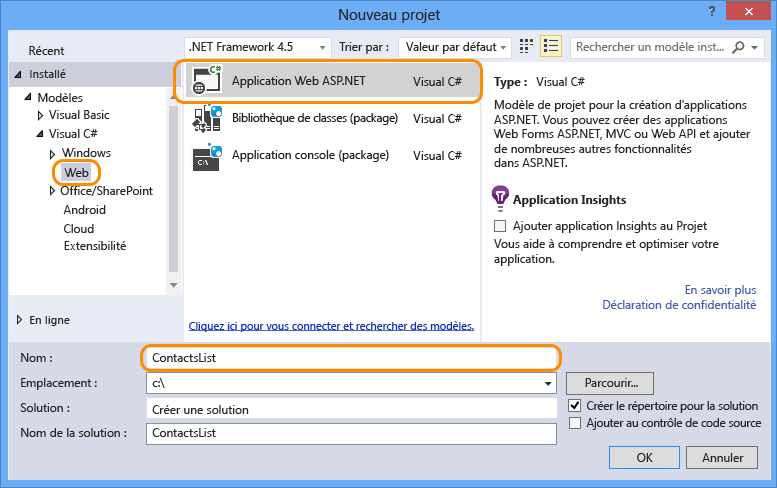 Nouveau projet
? ×
Récent
.NET Framework 4.5
Trier par :
Valeur par défaut
Rechercher un modèle inst...
Installé
Modèles
Visual Basic
Visual C#
Windows
Web
Office/SharePoint
Android
Cloud
Extensibilité
En ligne
C#
Application Web ASP.NET Visual C#
Bibliothèque de classes (package) Visual C#
C:\
Application console (package) Visual C#
Cliquez ici pour vous connecter et rechercher des modèles.
Type : Visual C#
Modèle de projet pour la création d'applications
ASP.NET. Vous pouvez créer des applications
Web Forms ASP.NET, MVC ou Web API et ajouter
de nombreuses autres fonctionnalités
dans ASP.NET.
Application Insights
Ajouter application Insights au Projet
Vous aide à comprendre et optimiser votre
application.
En savoir plus
Déclaration de confidentialité
Nom : ContactsList
Emplacement : c:\
Parcourir...
Solution : Créer une solution
Créer le répertoire pour la solution
Ajouter au contrôle de code source
Nom de la solution : ContactsList
OK Annuler